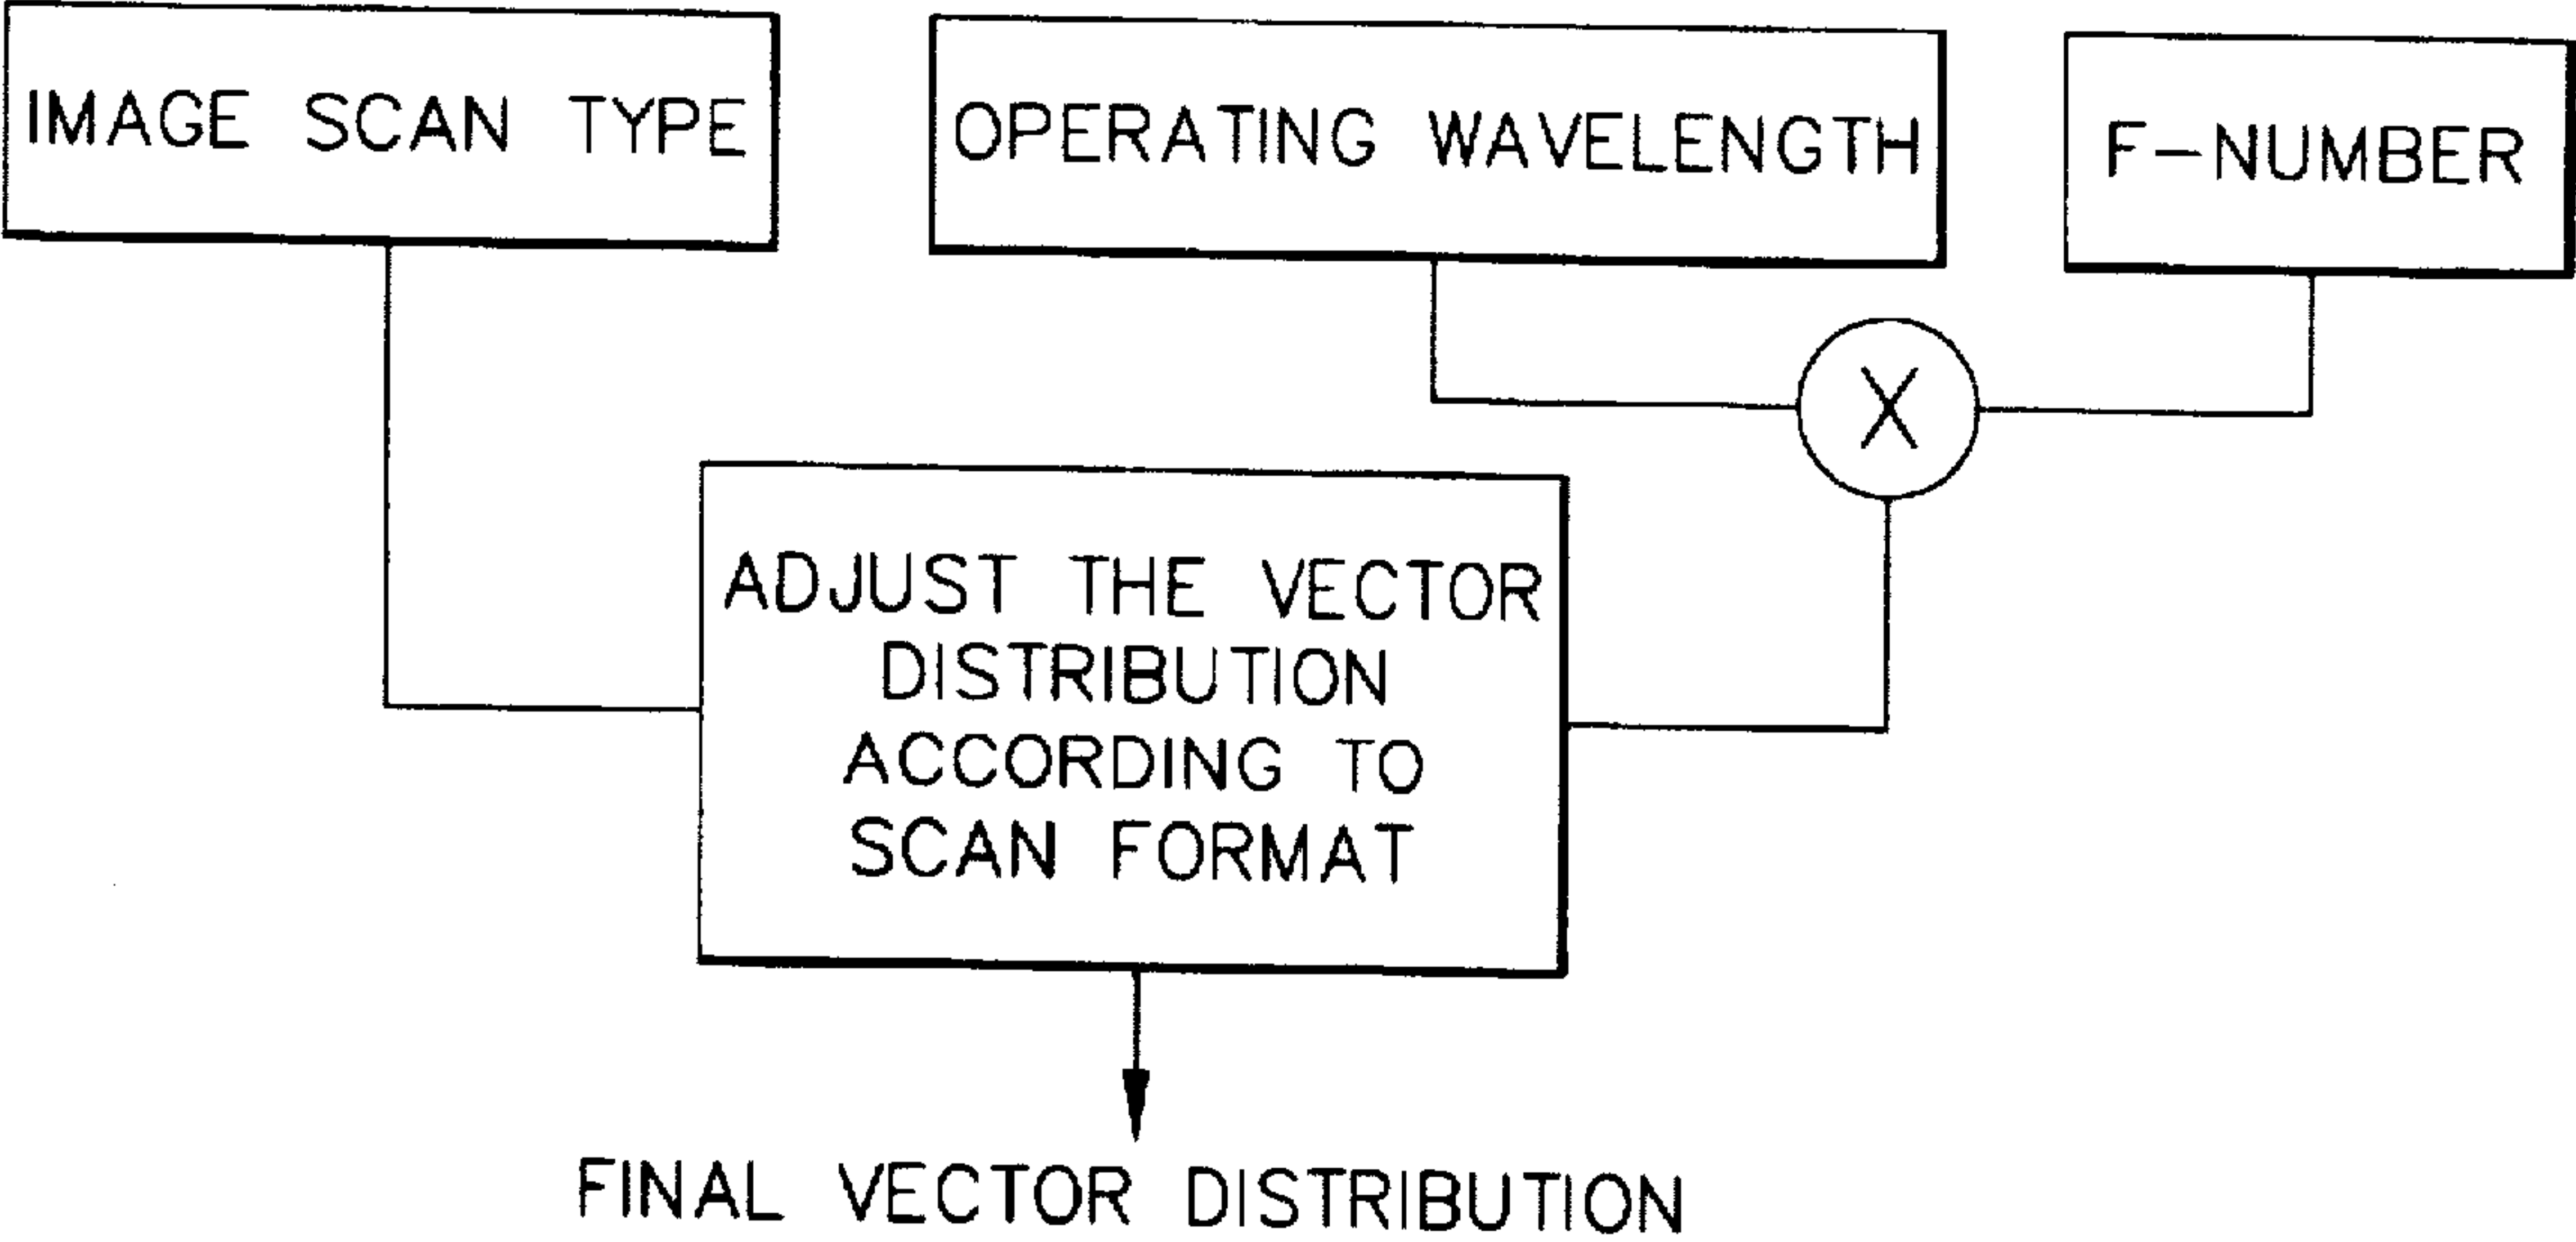 IMAGE SCAN TYPE
OPERATING WAVELENGTH
F-NUMBER
X
ADJUST THE VECTOR
DISTRIBUTION
ACCORDING TO
SCAN FORMAT
FINAL VECTOR DISTRIBUTION